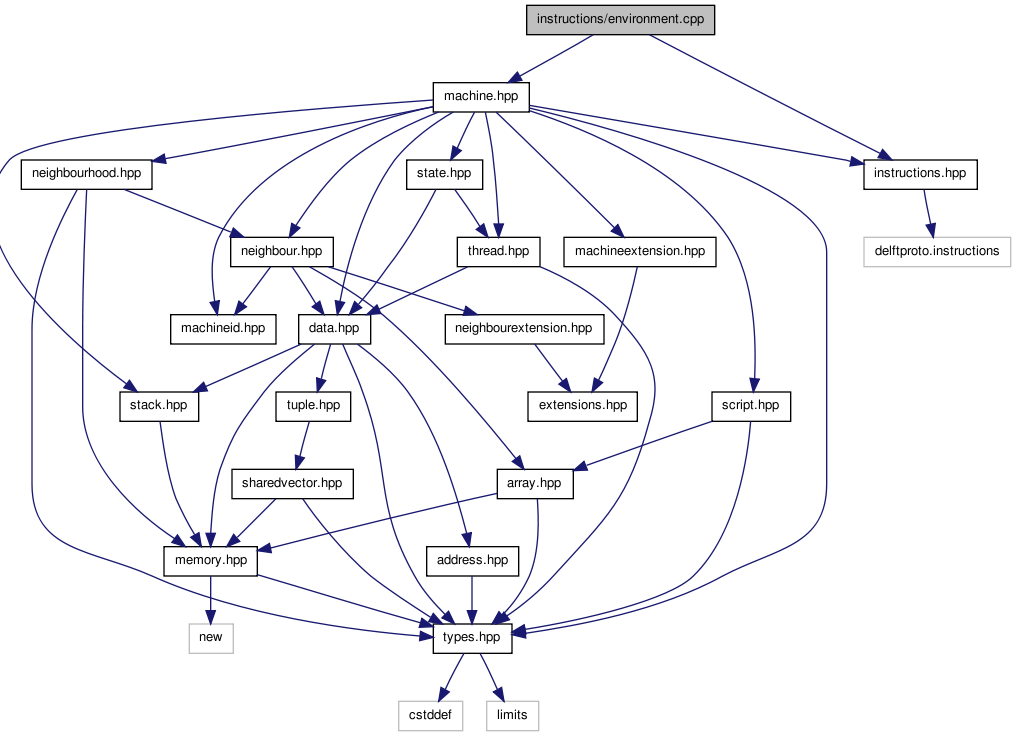 instructions/environment.cpp
machine.hpp
neighbourhood.hpp
state.hpp
instructions.hpp
neighbour.hpp
thread.hpp
machineextension.hpp
delftproto.instructions
machineid.hpp
data.hpp
neighbourextension.hpp
stack.hpp
tuple.hpp
extensions.hpp
script.hpp
sharedvector.hpp
array.hpp
memory.hpp
address.hpp
new
types.hpp
cstddef
limits